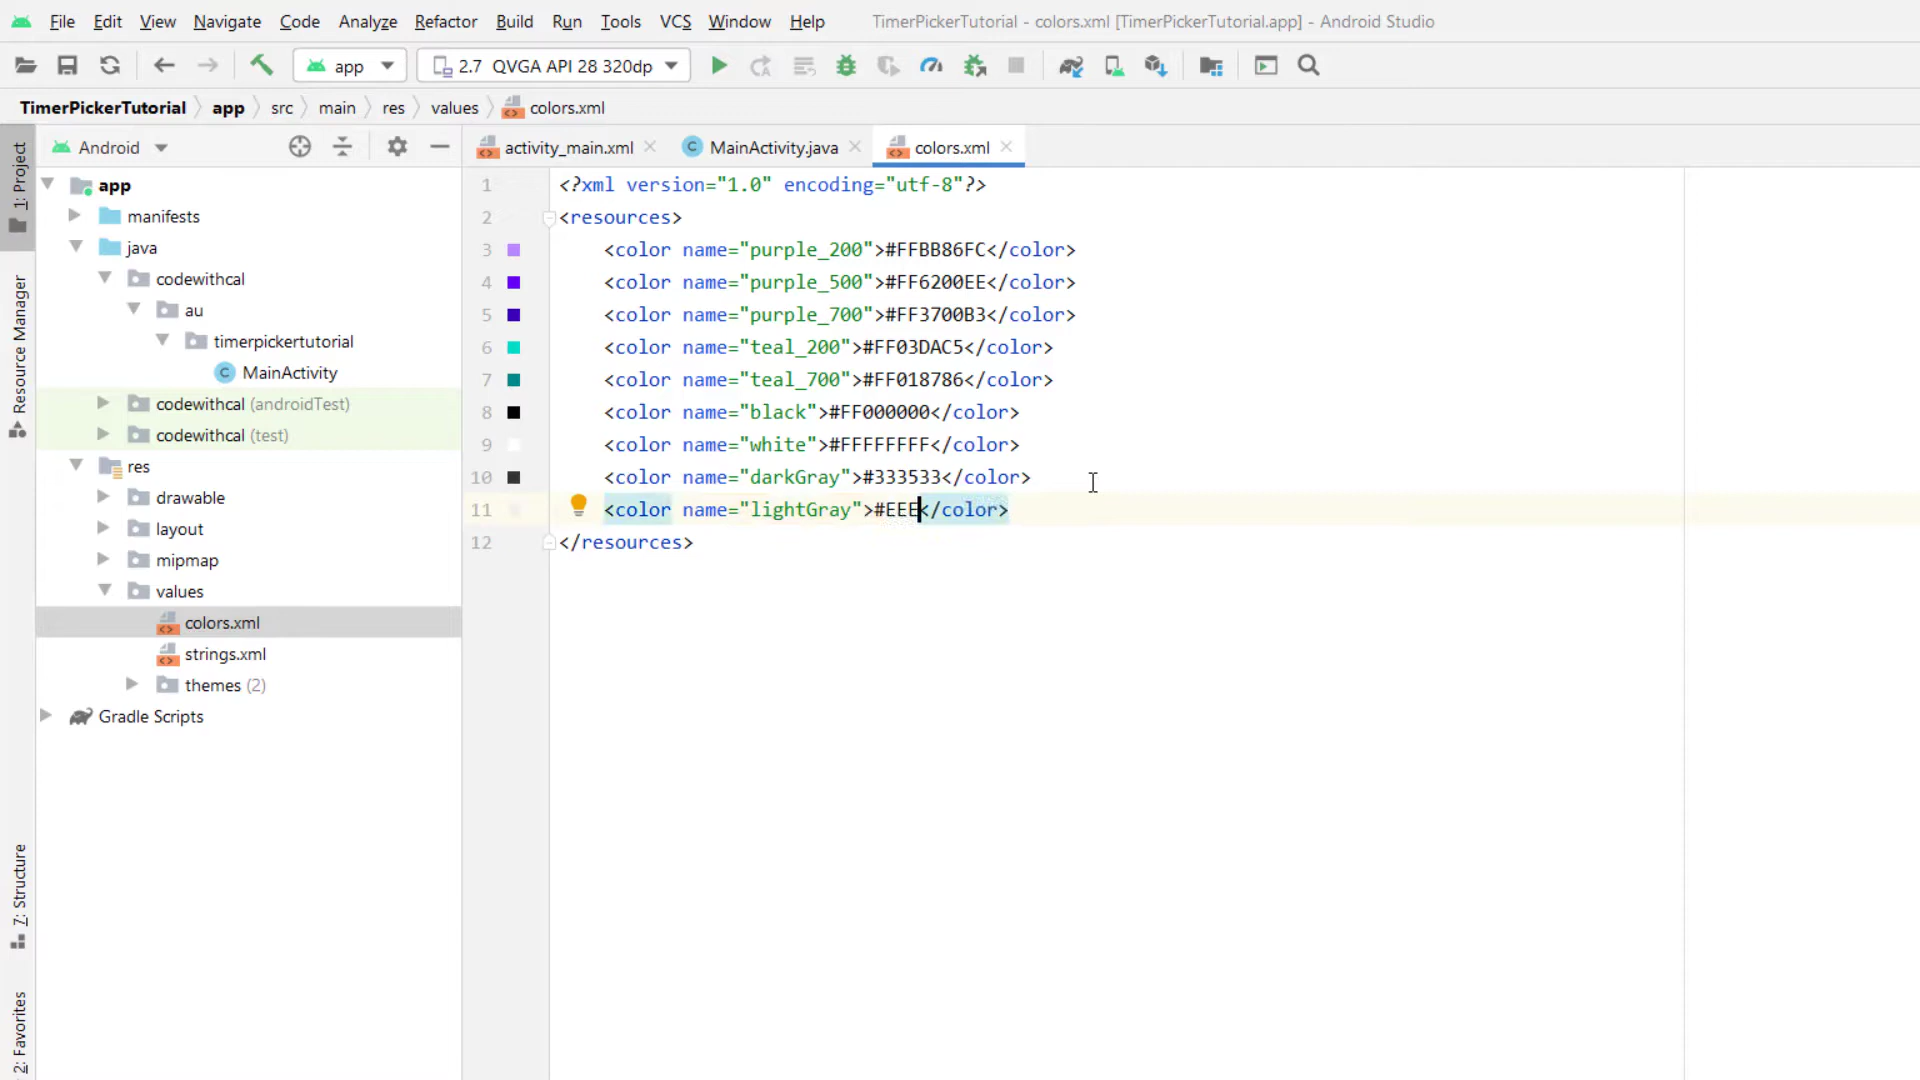 File Edit View Navigate Code Analyze Refactor Build Run Tools VCS Window Help TimerPickerTutorial - colors.xml [TimerPickerTutorial.app] - Android Studio
app 2.7 QVGA API 28 320dp
TimerPickerTutorial app src main res values colors.xml
1: Project
Resource Manager
7: Structure
2: Favorites
Android
app
manifests
java
codewithcal
au
timerpickertutorial
MainActivity
codewithcal (androidTest)
codewithcal (test)
res
drawable
layout
mipmap
values
colors.xml
strings.xml
themes (2)
Gradle Scripts
activity_main.xml MainActivity.java colors.xml
1 <?xml version="1.0" encoding="utf-8"?>
2 <resources>
3 <color name="purple_200">#FFBB86FC</color>
4 <color name="purple_500">#FF6200EE</color>
5 <color name="purple_700">#FF3700B3</color>
6 <color name="teal_200">#FF03DAC5</color>
7 <color name="teal_700">#FF018786</color>
8 <color name="black">#FF000000</color>
9 <color name="white">#FFFFFFFF</color>
10 <color name="darkGray">#333533</color>
11 <color name="lightGray">#EEE</color>
12 </resources>